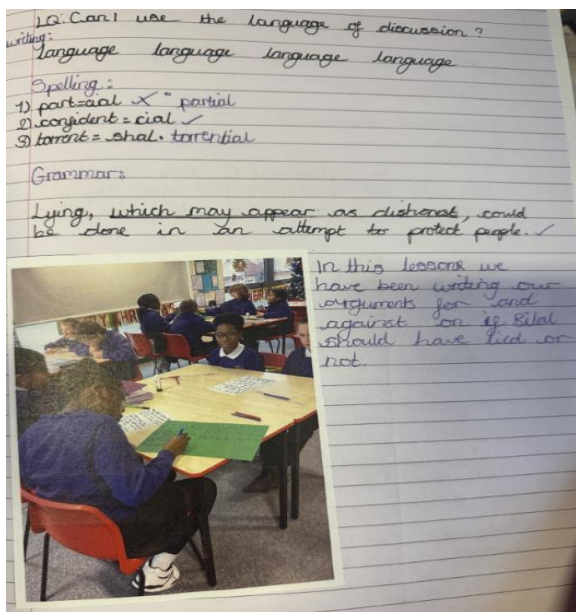 LQ: Can I use the language of discussion?
writing:
language language language language
Spelling:
1) part=cial X • partial
2) confident = cial ✓
3) torrent = shal • torrential
Grammar:
Lying, which may appear as dishonest, could
be done in an attempt to protect people. ✓
In this lesson we
have been writing our
arguments for and
against on if Bilal
should have lied or
not.